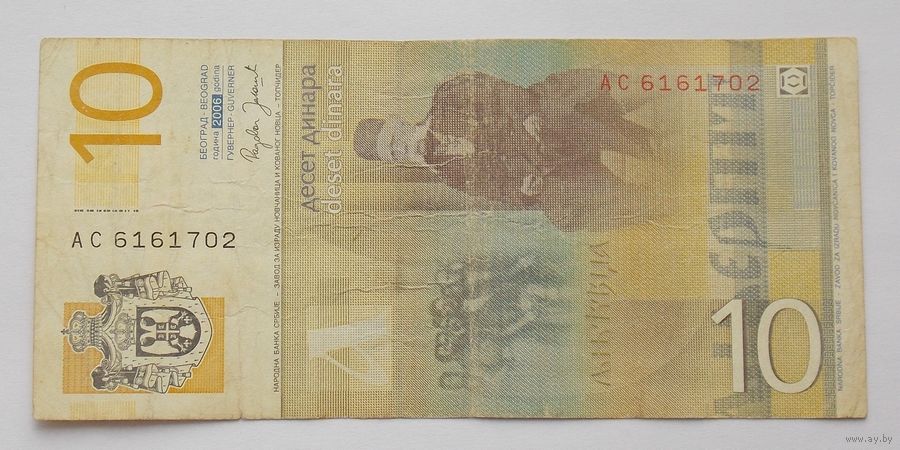 10
БЕОГРАД - BEOGRAD
година 2006 godina
ГУВЕРНЕР - GUVERNER
AC 6161702
НАРОДНА БАНКА СРБИЈЕ – ЗАВОД ЗА ИЗРАДУ НОВЧАНИЦА И КОВАНОГ НОВЦА – ТОПЧИДЕР
десет динара
deset dinara
AC 6161702
10
NARODNA BANKA SRBIJE – ZAVOD ZA IZRADU NOVČANICA I KOVANOG NOVCA – TOPČIDER
www.ay.by